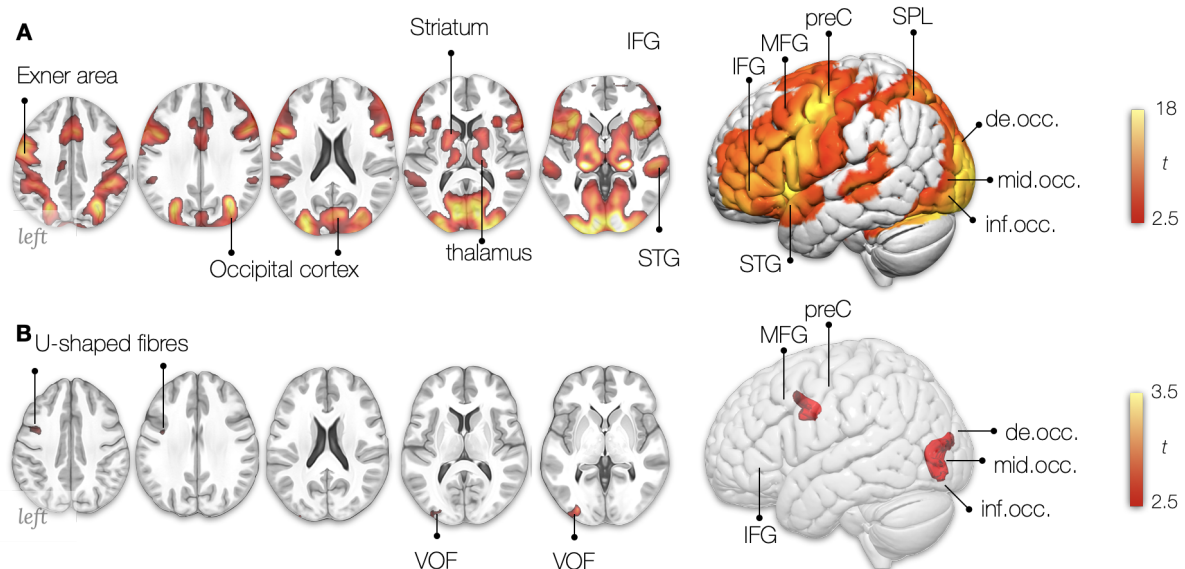 A
Exner area
Striatum
IFG
left
Occipital cortex
thalamus
STG
IFG
MFG
preC
SPL
de.occ.
mid.occ.
inf.occ.
STG
18
t
2.5
B
U-shaped fibres
left
VOF
VOF
MFG
preC
de.occ.
mid.occ.
inf.occ.
IFG
3.5
t
2.5